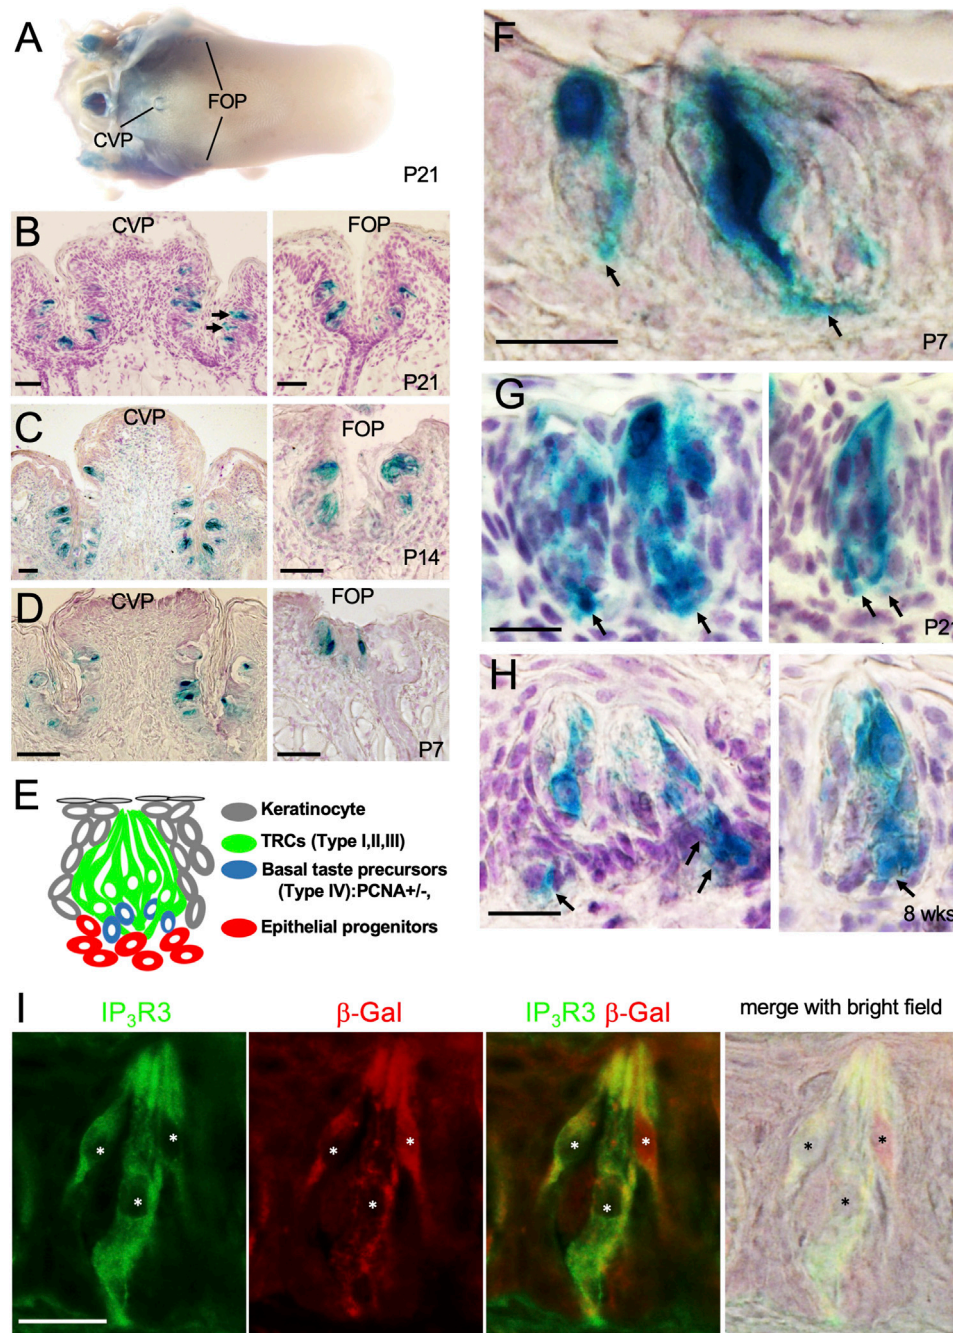 A
CVP
FOP
P21
B
CVP
FOP
P21
C
CVP
FOP
P14
D
CVP
FOP
P7
E
Keratinocyte
TRCs (Type I,II,III)
Basal taste precursors
(Type IV):PCNA+/-,
Epithelial progenitors
F
P7
G
P21
H
8 wks
I
IP₃R3
β-Gal
IP₃R3 β-Gal
merge with bright field